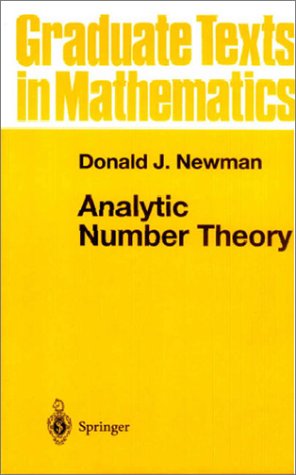 Graduate Texts
in Mathematics
Donald J. Newman
Analytic
Number Theory
Springer